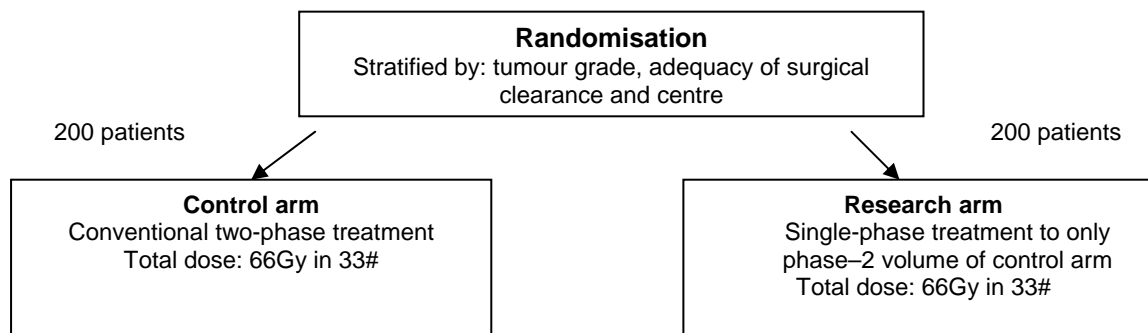 Randomisation
Stratified by: tumour grade, adequacy of surgical
clearance and centre
200 patients
200 patients
Control arm
Conventional two-phase treatment
Total dose: 66Gy in 33#
Research arm
Single-phase treatment to only
phase–2 volume of control arm
Total dose: 66Gy in 33#